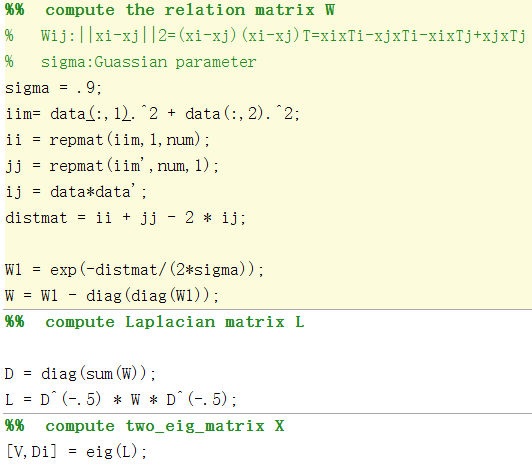 %%  compute the relation matrix W
%   Wij:||xi-xj||2=(xi-xj)(xi-xj)T=xixTi-xjxTi-xixTj+xjxTj
%   sigma:Guassian parameter
sigma = .9;
iim= data(:,1).^2 + data(:,2).^2;
ii = repmat(iim,1,num);
jj = repmat(iim',num,1);
ij = data*data';
distmat = ii + jj - 2 * ij;
W1 = exp(-distmat/(2*sigma));
W = W1 - diag(diag(W1));
%%  compute Laplacian matrix L
D = diag(sum(W));
L = D^(-.5) * W * D^(-.5);
%%  compute two_eig_matrix X
[V,Di] = eig(L);